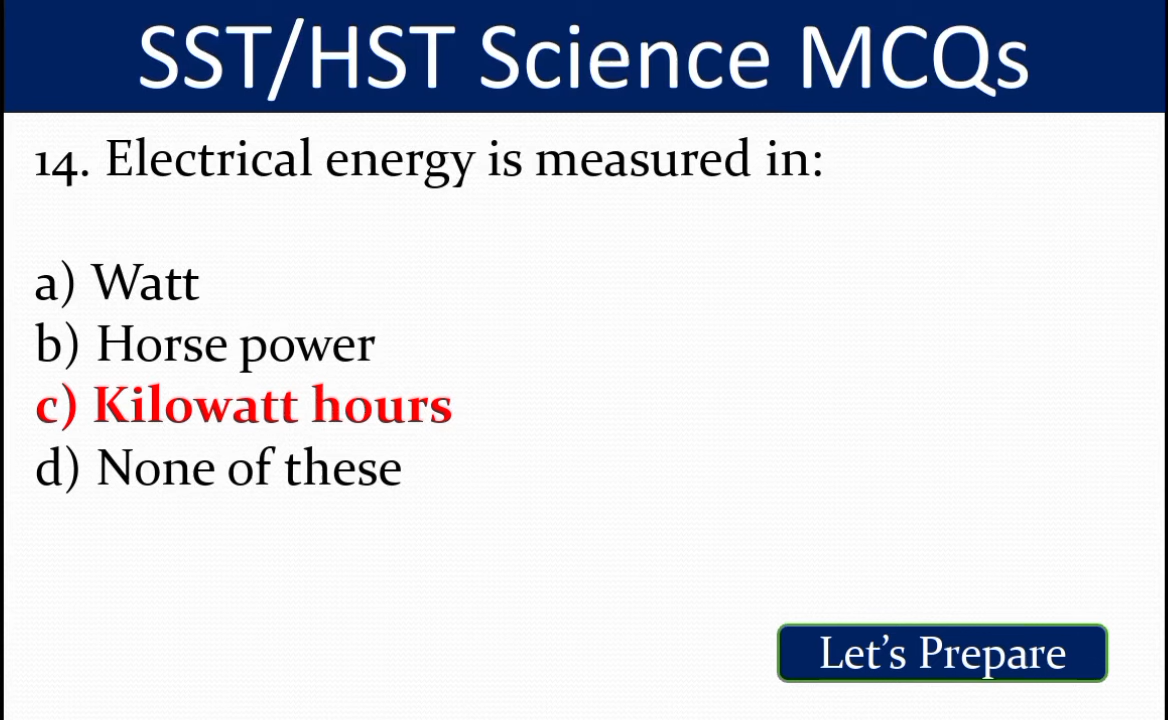 SST/HST Science MCQs
14. Electrical energy is measured in:
a) Watt
b) Horse power
c) Kilowatt hours
d) None of these
Let’s Prepare